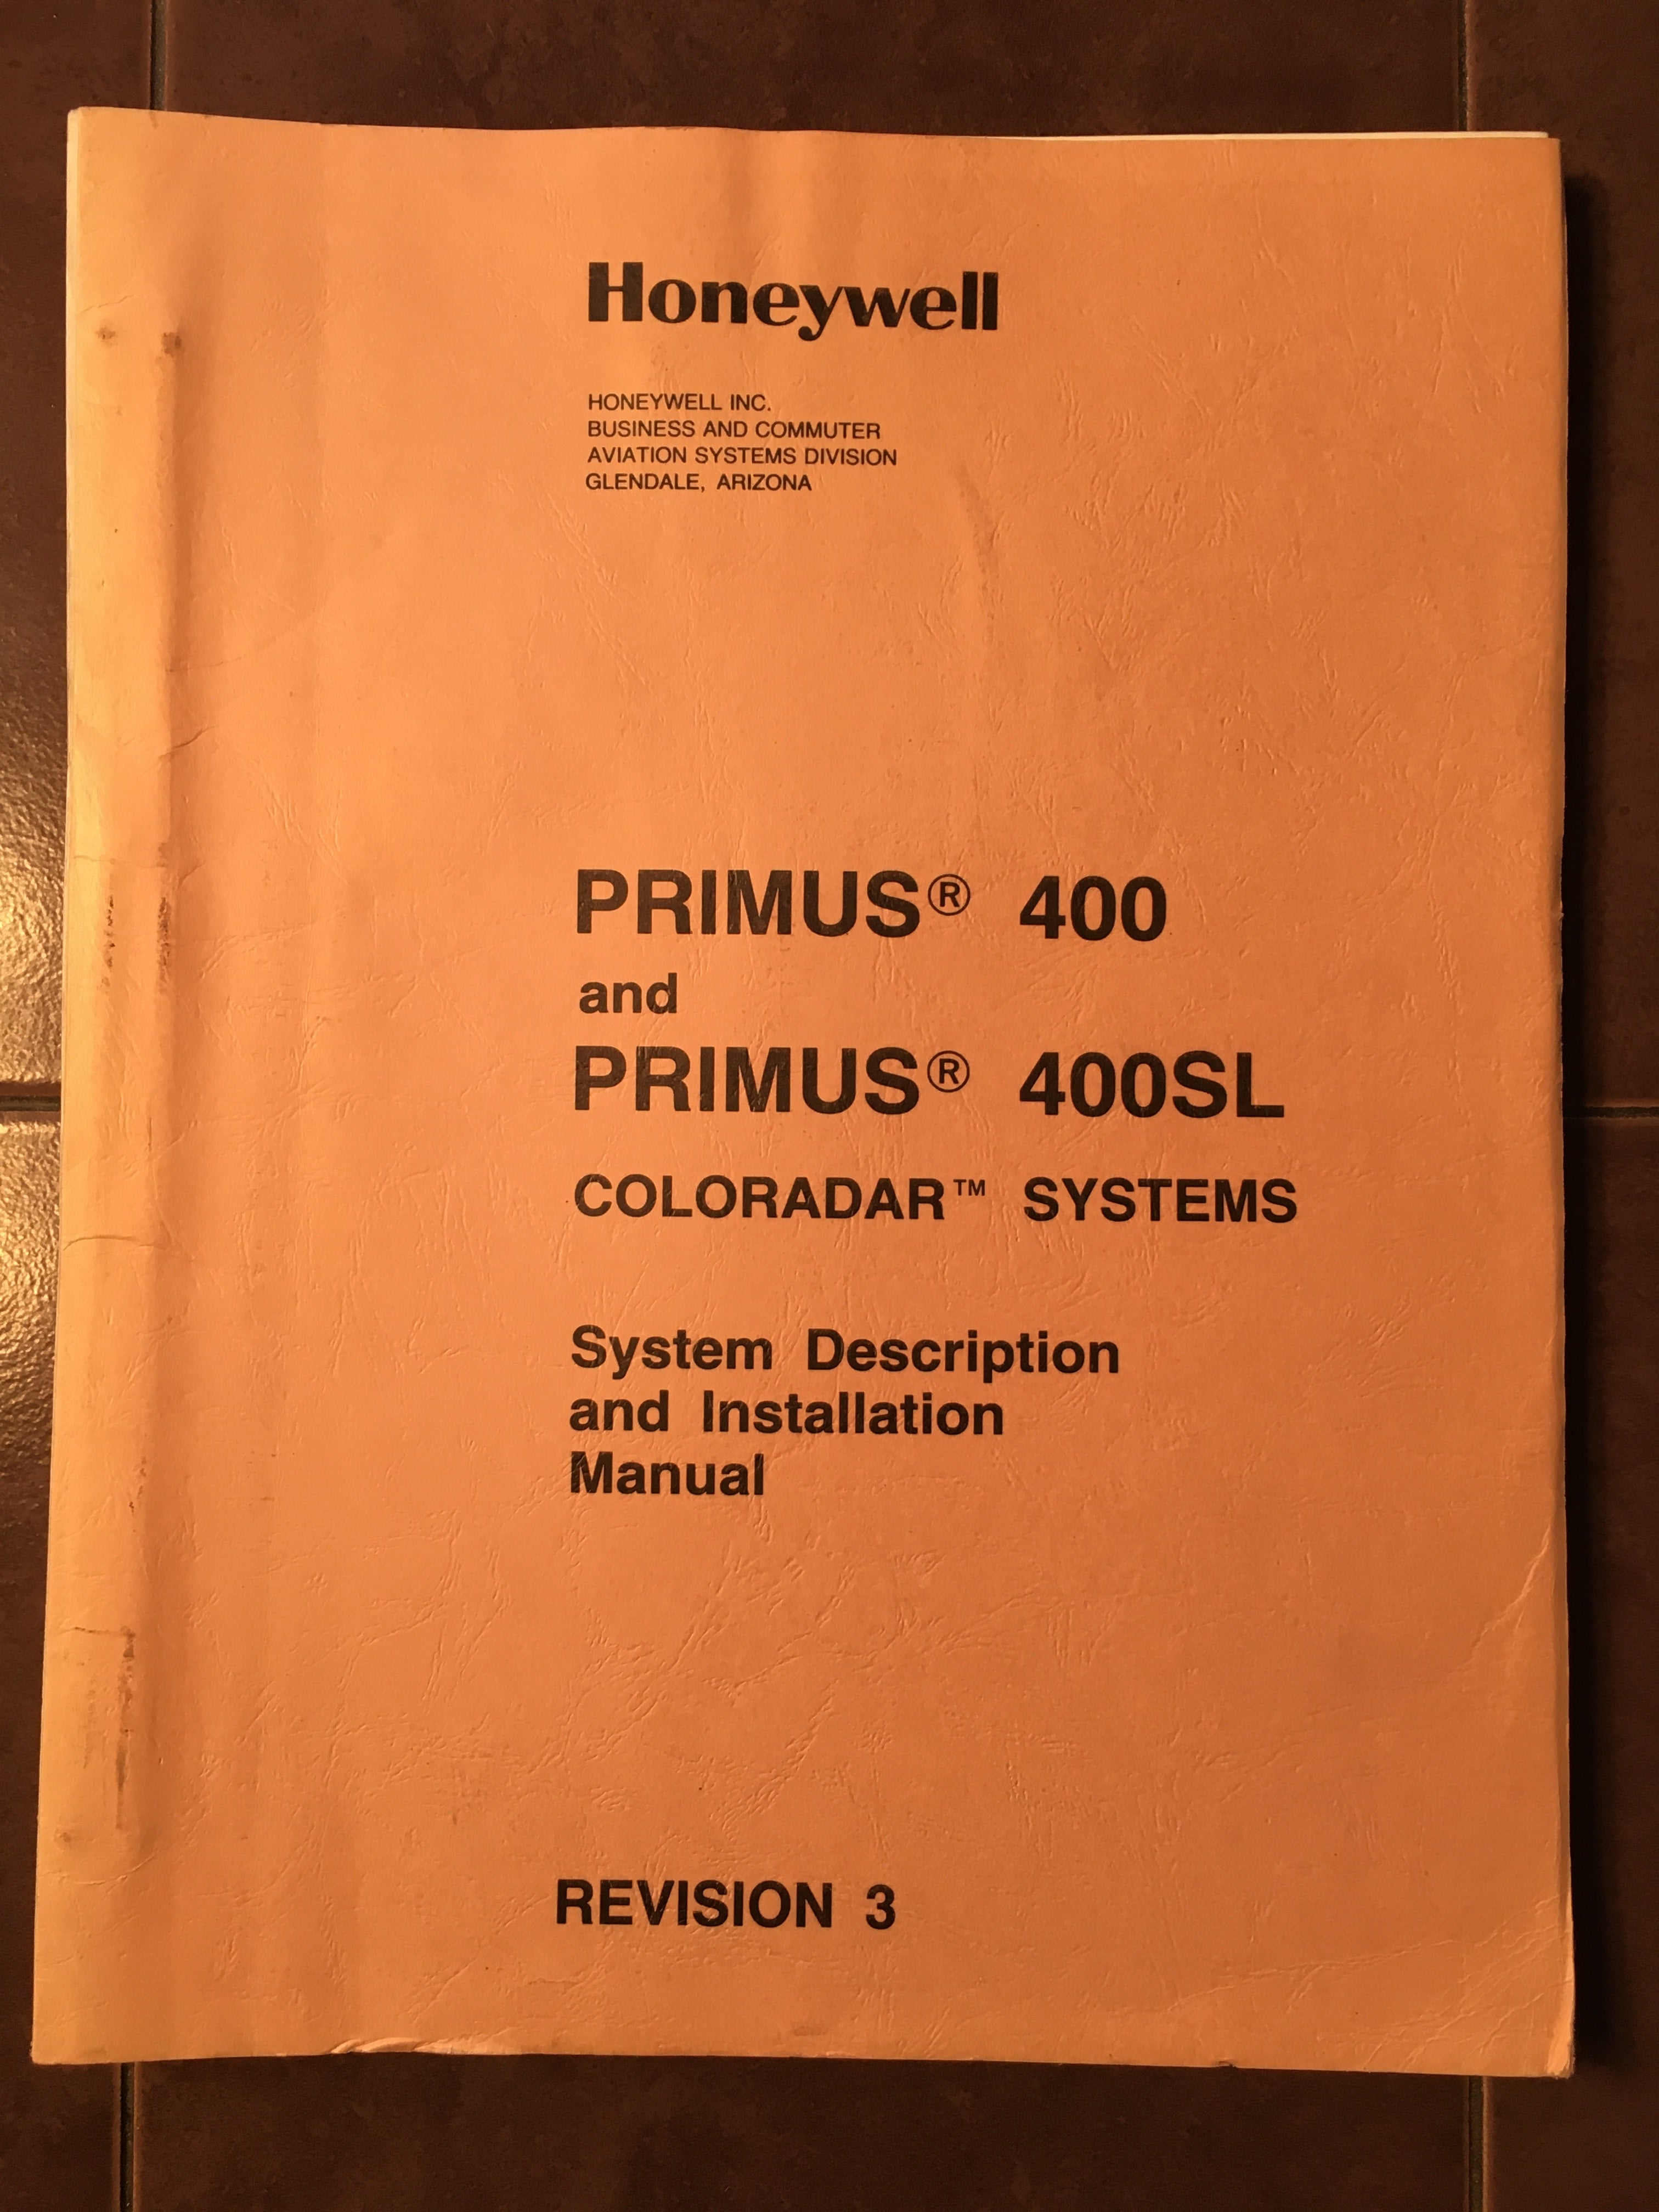 Honeywell
HONEYWELL INC.
BUSINESS AND COMMUTER
AVIATION SYSTEMS DIVISION
GLENDALE, ARIZONA
PRIMUS® 400
and
PRIMUS® 400SL
COLORADAR™ SYSTEMS
System Description
and Installation
Manual
REVISION 3